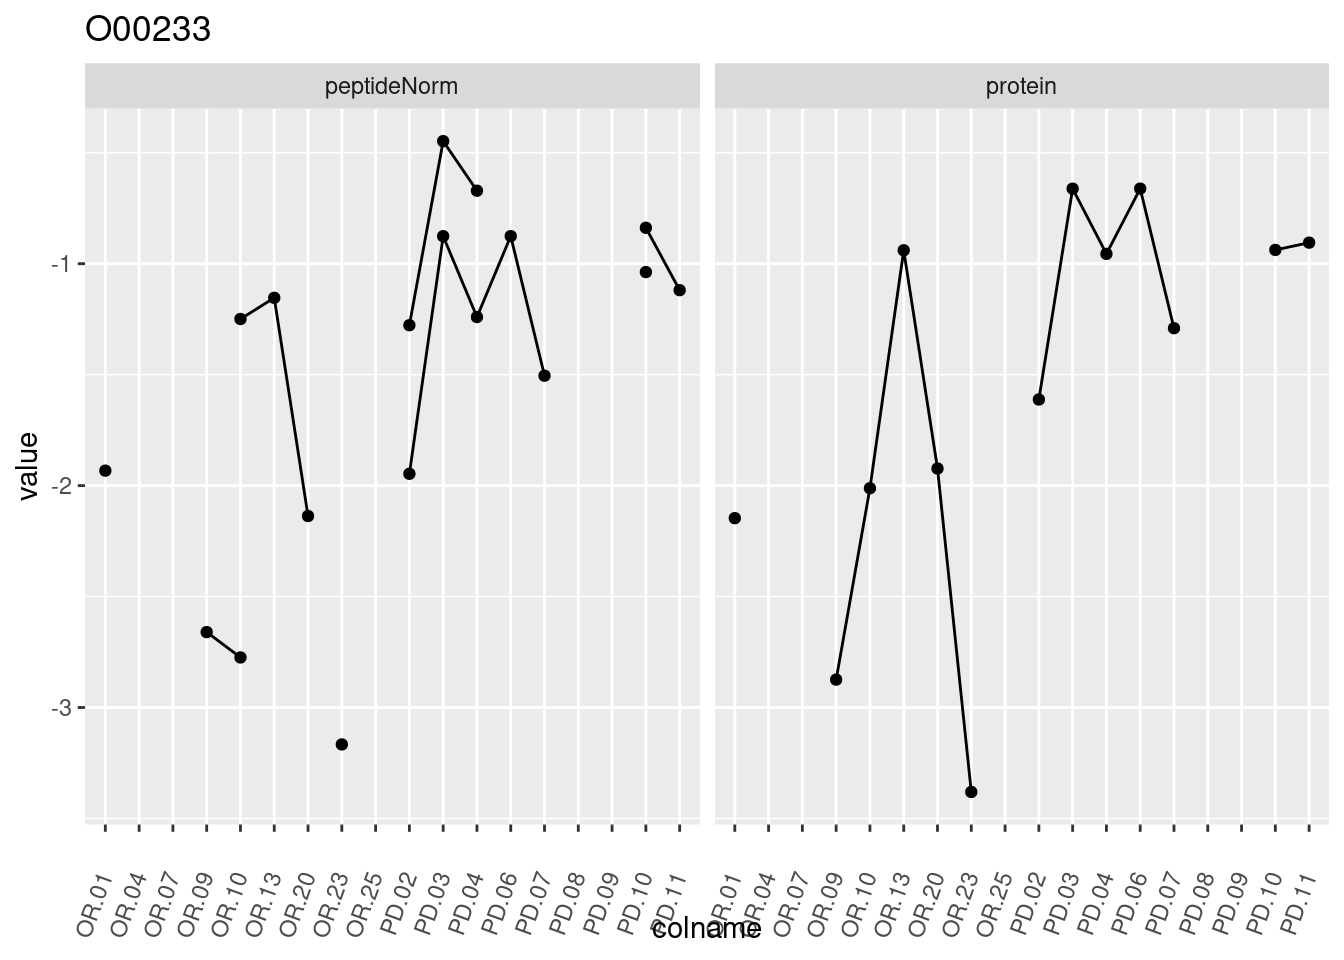 O00233
peptideNorm protein
-1
-2
-3
value
OR.01 OR.04 OR.07 OR.09 OR.10 OR.13 OR.20 OR.23 OR.25 PD.02 PD.03 PD.04 PD.06 PD.07 PD.08 PD.09 PD.10 PD.11 OR.01 OR.04 OR.07 OR.09 OR.10 OR.13 OR.20 OR.23 OR.25 PD.02 PD.03 PD.04 PD.06 PD.07 PD.08 PD.09 PD.10 PD.11
colname